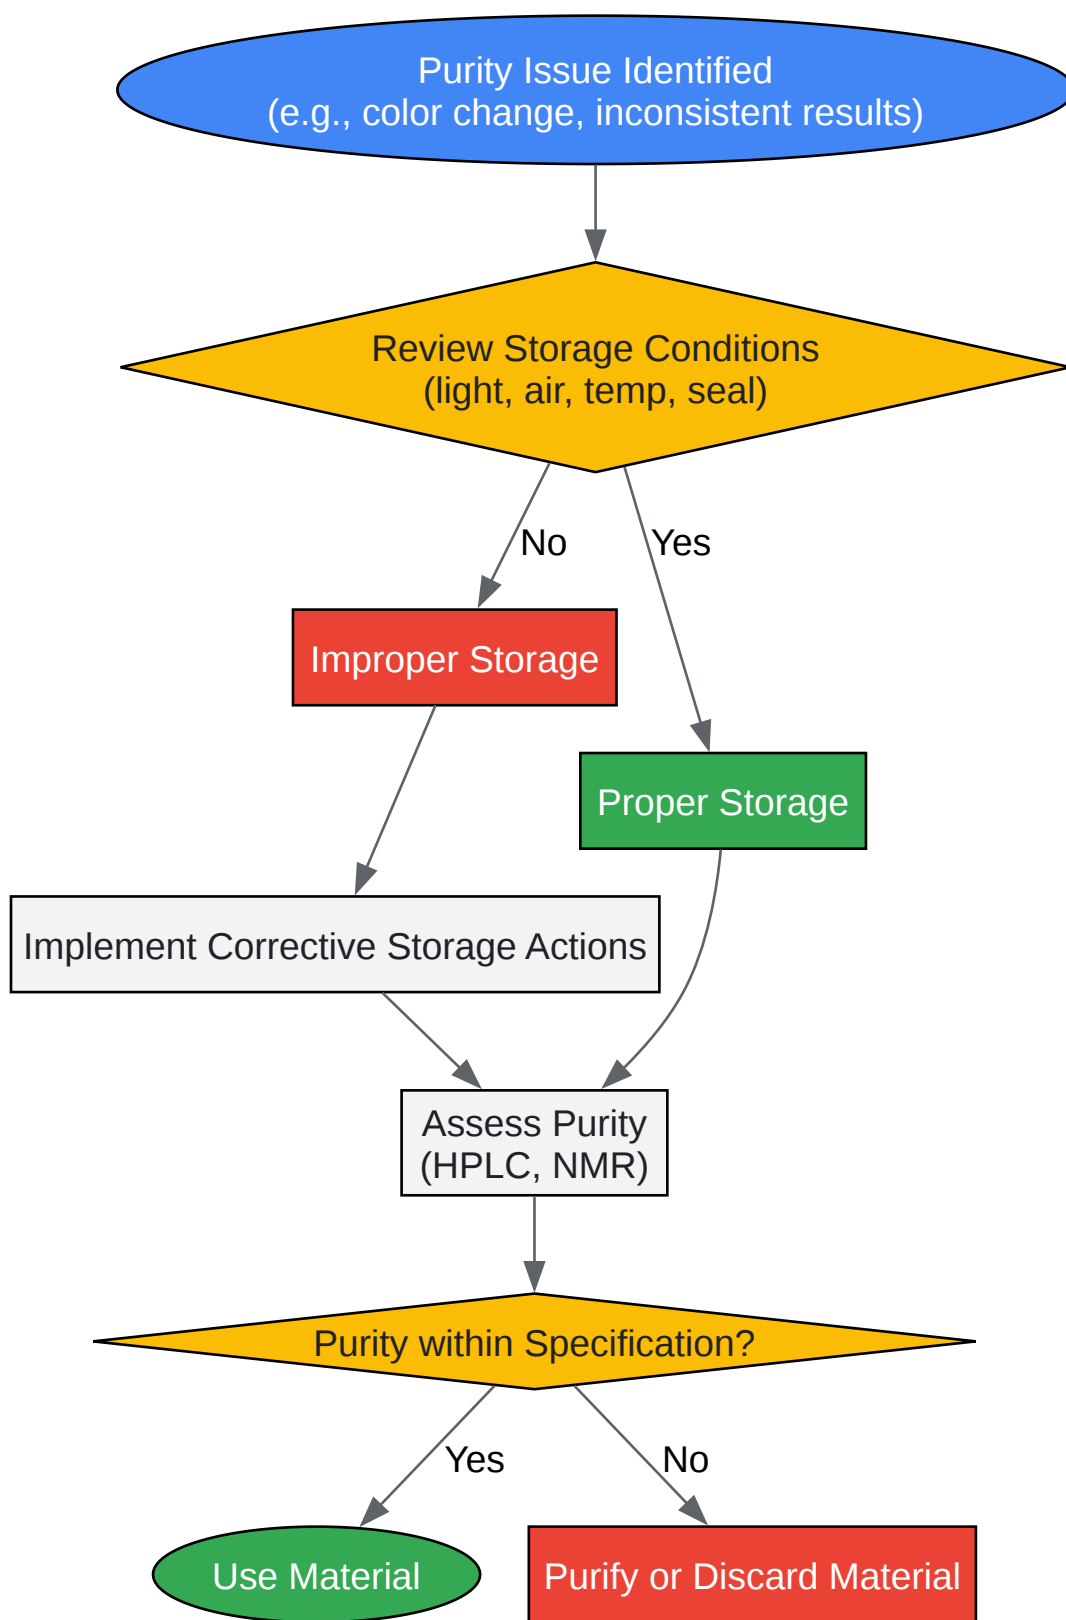 Purity Issue Identified
(e.g., color change, inconsistent results)
Review Storage Conditions
(light, air, temp, seal)
No
Yes
Improper Storage
Proper Storage
Implement Corrective Storage Actions
Assess Purity
(HPLC, NMR)
Purity within Specification?
Yes
No
Use Material
Purify or Discard Material